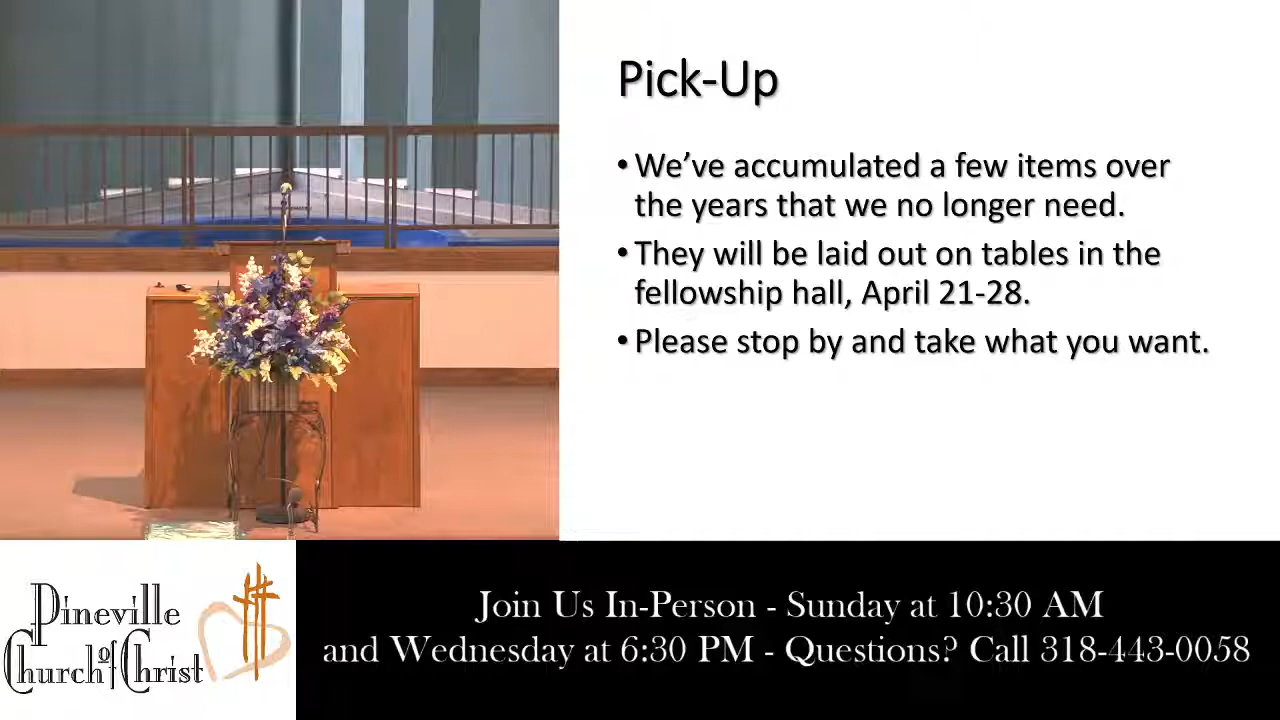 Pick-Up
•We’ve accumulated a few items over
the years that we no longer need.
•They will be laid out on tables in the
fellowship hall, April 21-28.
•Please stop by and take what you want.
Pineville
Church of Christ
Join Us In-Person - Sunday at 10:30 AM
and Wednesday at 6:30 PM - Questions? Call 318-443-0058